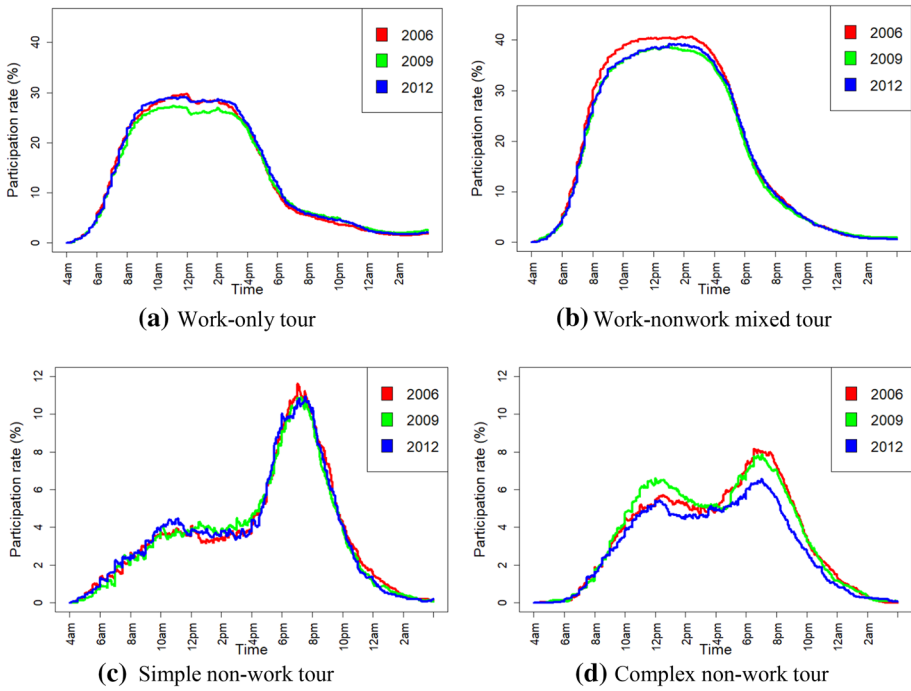 Participation rate (%)
40
30
20
10
0
2006
2009
2012
4am 6am 8am 10am 12pm 2pm 4pm 6pm 8pm 10pm 12am 2am
Time
(a) Work-only tour
Participation rate (%)
40
30
20
10
0
2006
2009
2012
4am 6am 8am 10am 12pm 2pm 4pm 6pm 8pm 10pm 12am 2am
Time
(b) Work-nonwork mixed tour
Participation rate (%)
12
10
8
6
4
2
0
2006
2009
2012
4am 6am 8am 10am 12pm 2pm 4pm 6pm 8pm 10pm 12am 2am
Time
(c) Simple non-work tour
Participation rate (%)
12
10
8
6
4
2
0
2006
2009
2012
4am 6am 8am 10am 12pm 2pm 4pm 6pm 8pm 10pm 12am 2am
Time
(d) Complex non-work tour